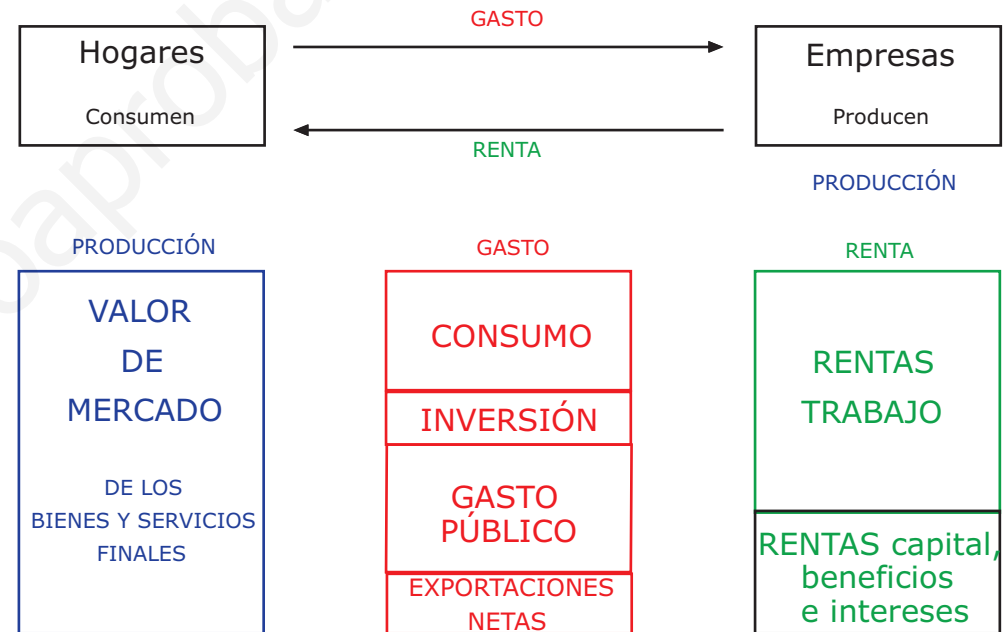 GASTO
Hogares
Consumen
Empresas
Producen
RENTA
PRODUCCIÓN
PRODUCCIÓN
GASTO
RENTA
VALOR
DE
MERCADO
DE LOS
BIENES Y SERVICIOS
FINALES
CONSUMO
INVERSIÓN
GASTO
PÚBLICO
EXPORTACIONES
NETAS
RENTAS
TRABAJO
RENTAS capital,
beneficios
e intereses